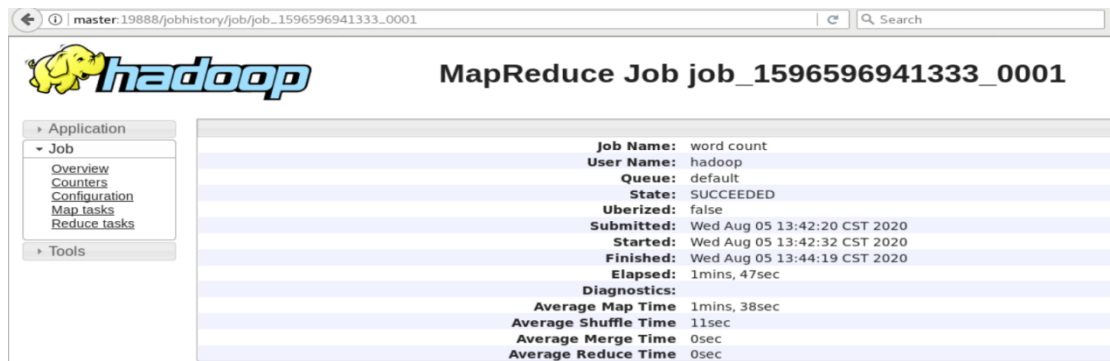 master:19888/jobhistory/job/job_1596596941333_0001
Search
hadoop
MapReduce Job job_1596596941333_0001
Application
Job
Overview
Counters
Configuration
Map tasks
Reduce tasks
Tools
Job Name: word count
User Name: hadoop
Queue: default
State: SUCCEEDED
Uberized: false
Submitted: Wed Aug 05 13:42:20 CST 2020
Started: Wed Aug 05 13:42:32 CST 2020
Finished: Wed Aug 05 13:44:19 CST 2020
Elapsed: 1mins, 47sec
Diagnostics:
Average Map Time 1mins, 38sec
Average Shuffle Time 11sec
Average Merge Time 0sec
Average Reduce Time 0sec